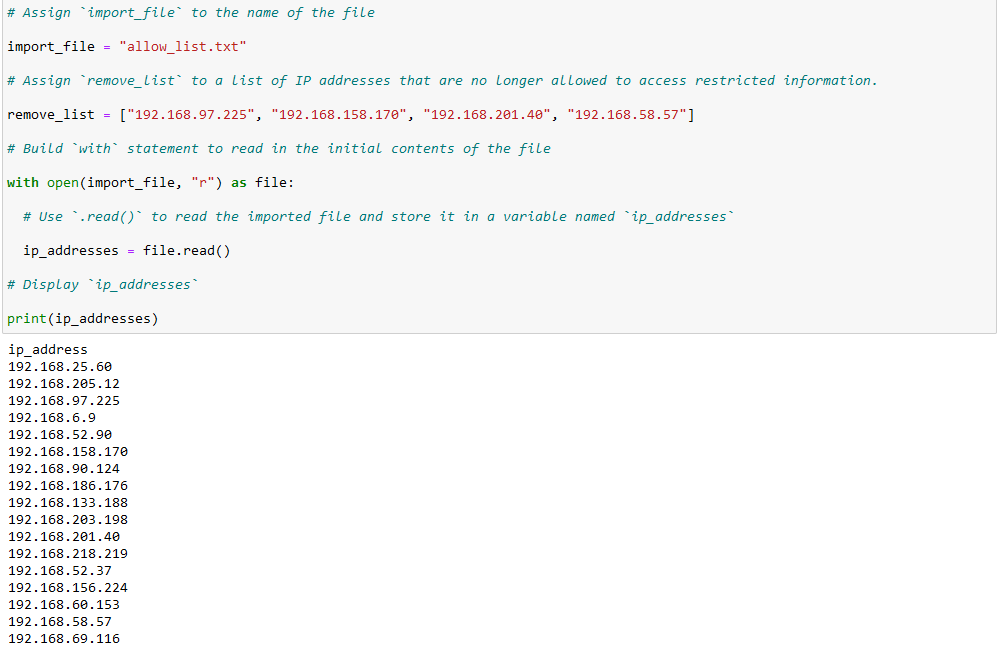 # Assign `import_file` to the name of the file
import_file = "allow_list.txt"
# Assign `remove_list` to a list of IP addresses that are no longer allowed to access restricted information.
remove_list = ["192.168.97.225", "192.168.158.170", "192.168.201.40", "192.168.58.57"]
# Build `with` statement to read in the initial contents of the file
with open(import_file, "r") as file:
  # Use `.read()` to read the imported file and store it in a variable named `ip_addresses`
  ip_addresses = file.read()
# Display `ip_addresses`
print(ip_addresses)
ip_address
192.168.25.60
192.168.205.12
192.168.97.225
192.168.6.9
192.168.52.90
192.168.158.170
192.168.90.124
192.168.186.176
192.168.133.188
192.168.203.198
192.168.201.40
192.168.218.219
192.168.52.37
192.168.156.224
192.168.60.153
192.168.58.57
192.168.69.116